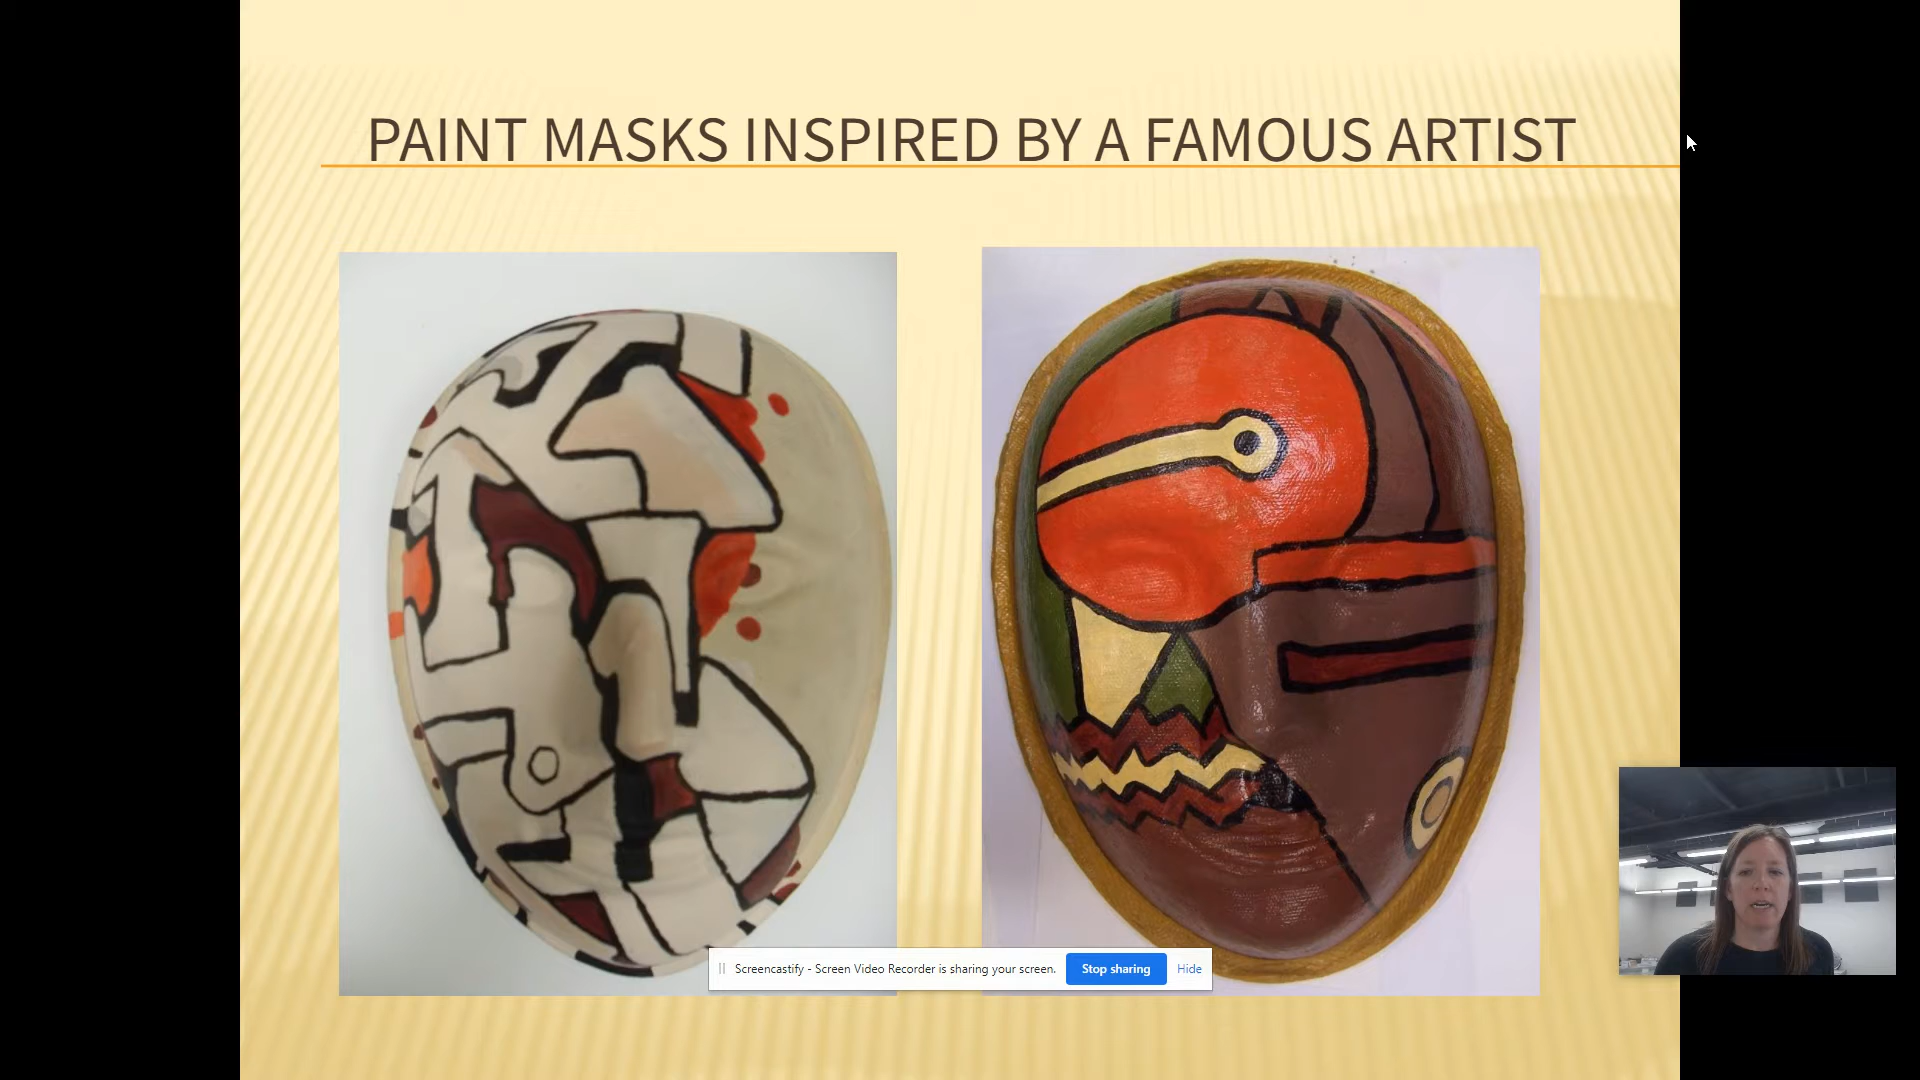 PAINT MASKS INSPIRED BY A FAMOUS ARTIST
Screencastify - Screen Video Recorder is sharing your screen.
Stop sharing
Hide